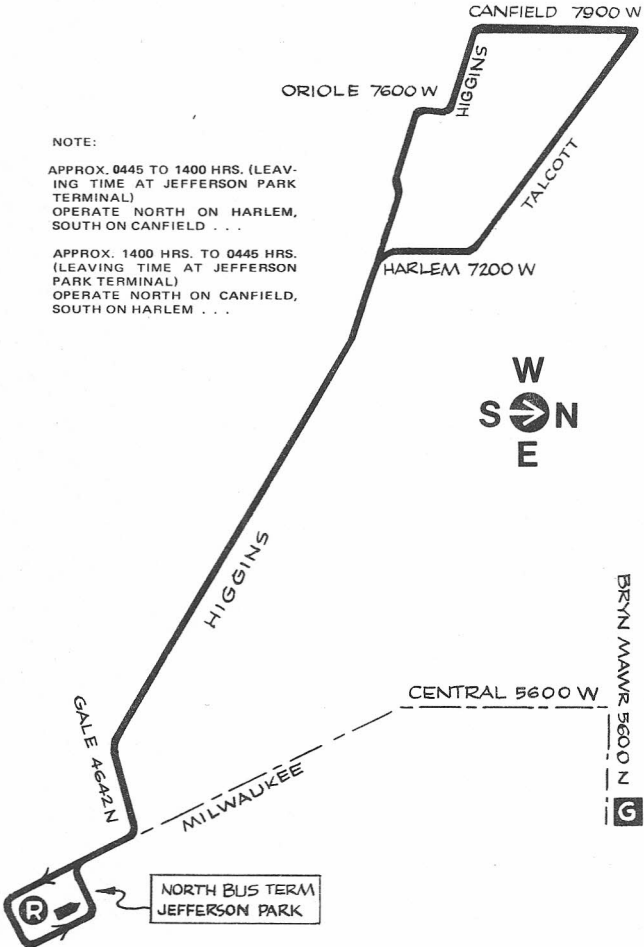 CANFIELD 7900 W
HIGGINS
ORIOLE 7600 W
TALCOTT
NOTE:
APPROX. 0445 TO 1400 HRS. (LEAV-
ING TIME AT JEFFERSON PARK
TERMINAL)
OPERATE NORTH ON HARLEM,
SOUTH ON CANFIELD . . .
APPROX. 1400 HRS. TO 0445 HRS.
(LEAVING TIME AT JEFFERSON
PARK TERMINAL)
OPERATE NORTH ON CANFIELD,
SOUTH ON HARLEM . . .
HARLEM 7200 W
W
S N
E
HIGGINS
BRYN MAWR 5600 N
CENTRAL 5600 W
GALE 4642 N
MILWAUKEE
G
NORTH BUS TERM
JEFFERSON PARK
R